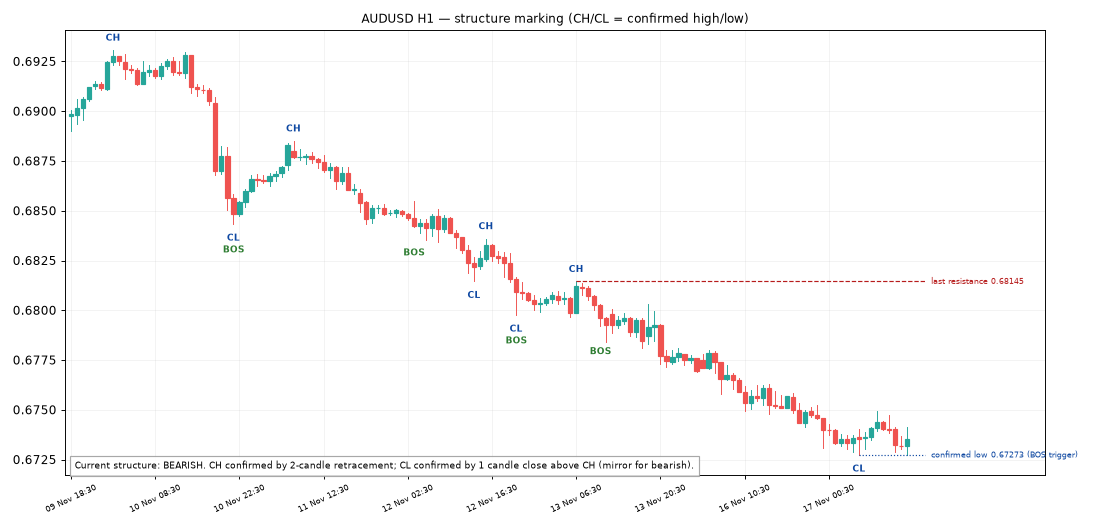 AUDUSD H1 — structure marking (CH/CL = confirmed high/low)
CH
0.6925
0.6900
CH
0.6875
0.6850
CL
BOS
CH
BOS
0.6825
CH
last resistance 0.68145
CL
0.6800
CL
BOS
BOS
0.6775
0.6750
0.6725
confirmed low 0.67273 (BOS trigger)
CL
Current structure: BEARISH. CH confirmed by 2-candle retracement; CL confirmed by 1 candle close above CH (mirror for bearish).
09 Nov 18:30
10 Nov 08:30
10 Nov 22:30
11 Nov 12:30
12 Nov 02:30
12 Nov 16:30
13 Nov 06:30
13 Nov 20:30
16 Nov 10:30
17 Nov 00:30